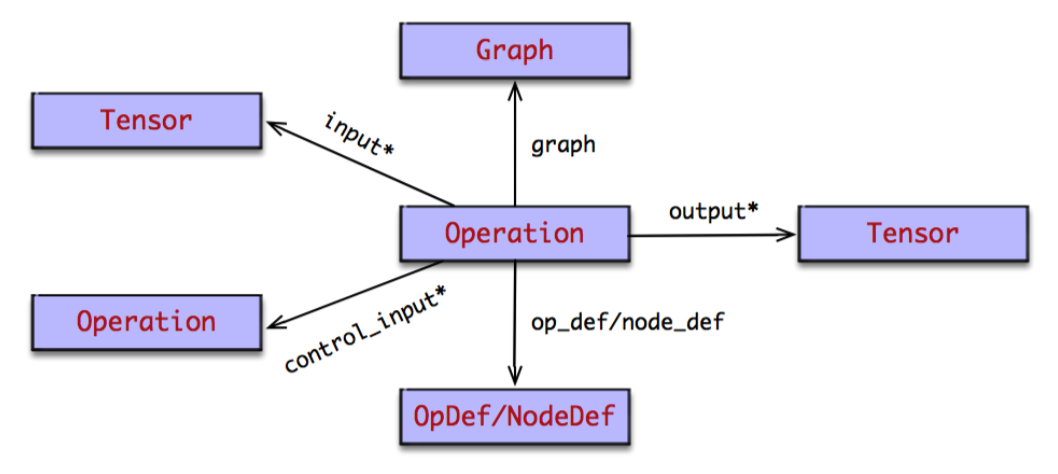 Graph
Tensor
input*
graph
output*
Operation
Tensor
Operation
control_input*
op_def/node_def
OpDef/NodeDef